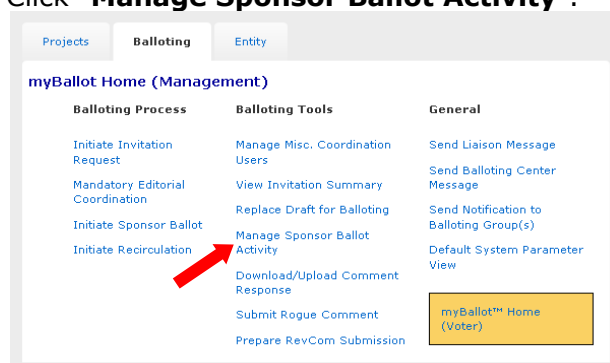 Click "Manage Sponsor Ballot Activity".
Projects Balloting Entity
myBallot Home (Management)
Balloting Process
Initiate Invitation
Request
Mandatory Editorial
Coordination
Initiate Sponsor Ballot
Initiate Recirculation
Balloting Tools
Manage Misc. Coordination
Users
View Invitation Summary
Replace Draft for Balloting
Manage Sponsor Ballot
Activity
Download/Upload Comment
Response
Submit Rogue Comment
Prepare RevCom Submission
General
Send Liaison Message
Send Balloting Center
Message
Send Notification to
Balloting Group(s)
Default System Parameter
View
myBallot™ Home
(Voter)